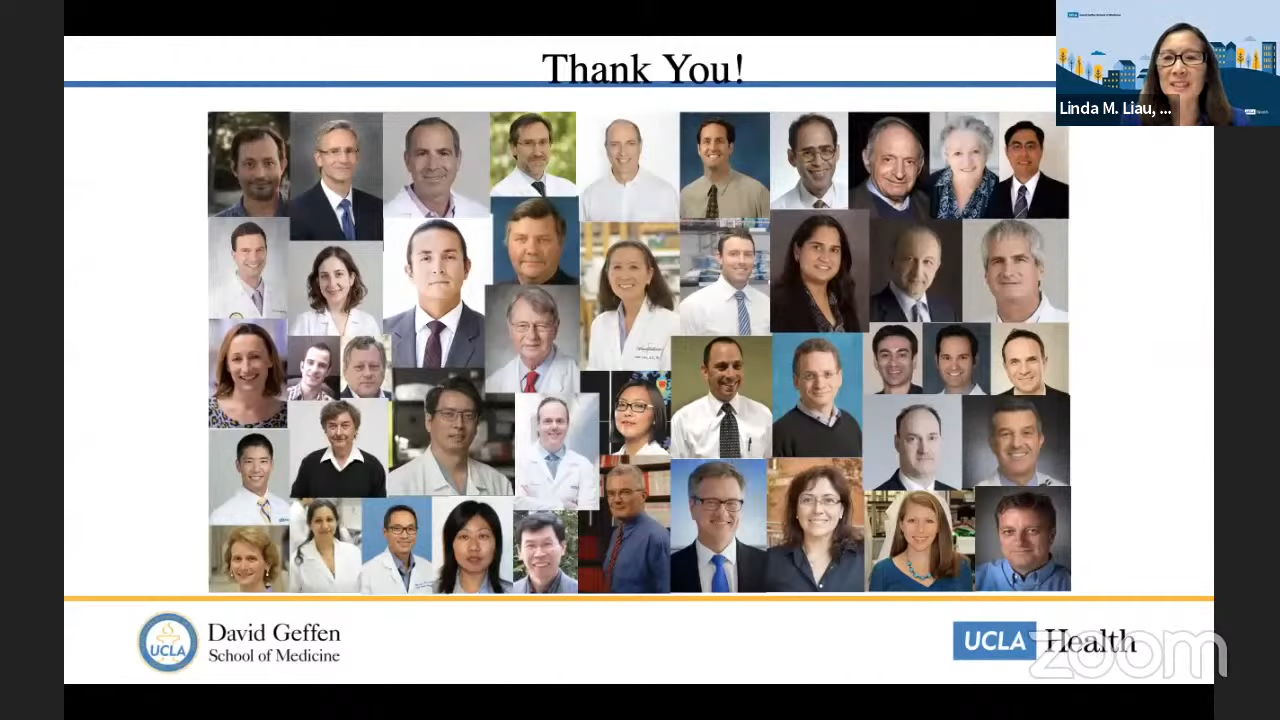 Thank You!
Linda M. Liau, ...
UCLA
David Geffen
School of Medicine
UCLA Health
zoom